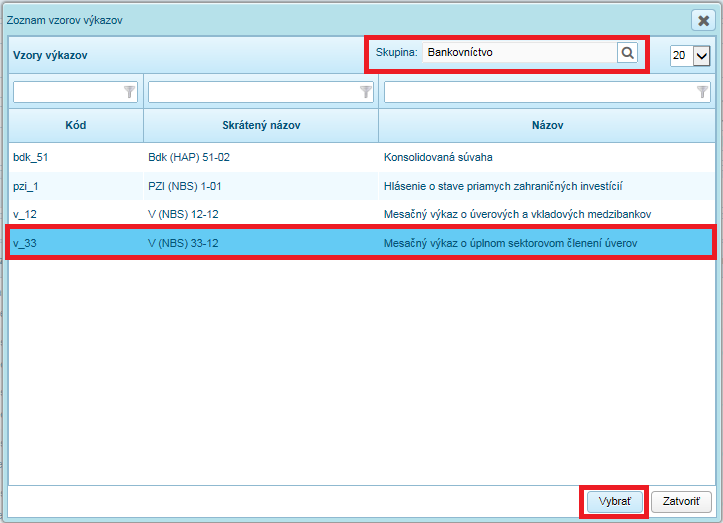 Zoznam vzorov výkazov
Vzory výkazov Skupina: Bankovníctvo 20
Kód Skrátený názov Názov
bdk_51 Bdk (HAP) 51-02 Konsolidovaná súvaha
pzi_1 PZI (NBS) 1-01 Hlásenie o stave priamych zahraničných investícií
v_12 V (NBS) 12-12 Mesačný výkaz o úverových a vkladových medzibankov
v_33 V (NBS) 33-12 Mesačný výkaz o úplnom sektorovom členení úverov
Vybrať Zatvoriť